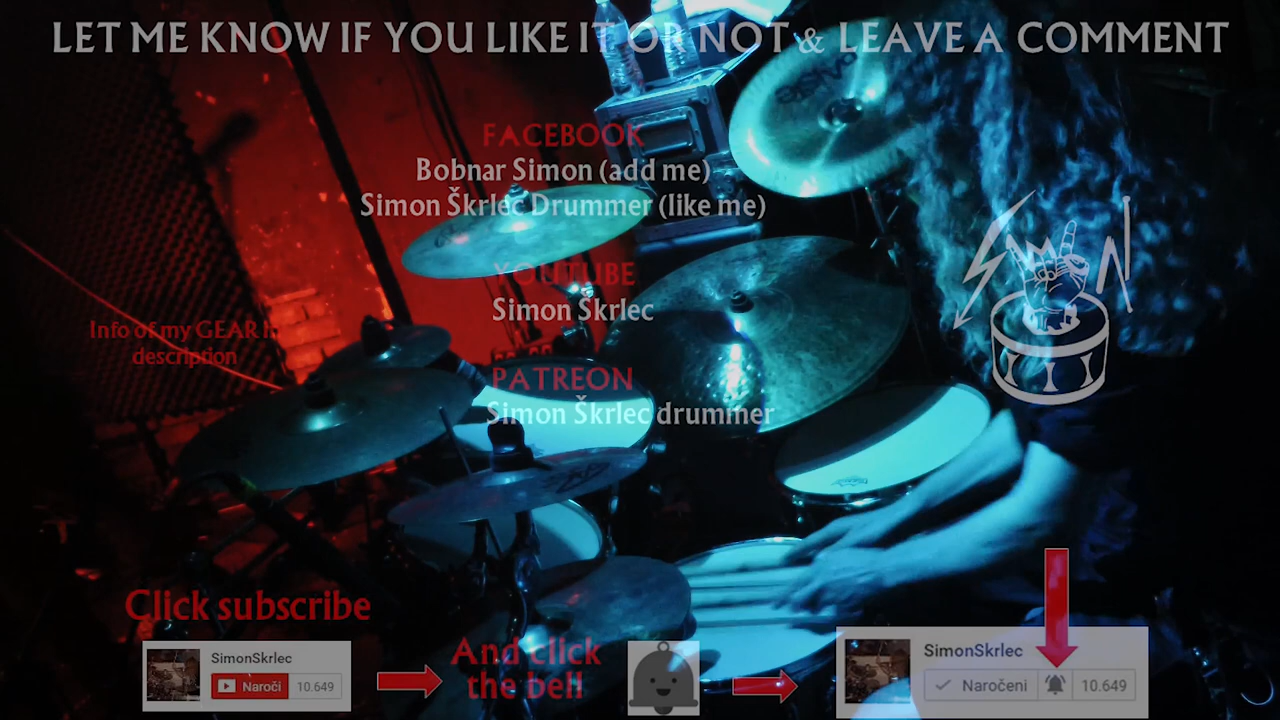 LET ME KNOW IF YOU LIKE IT OR NOT & LEAVE A COMMENT
FACEBOOK
Bobnar Simon (add me)
Simon Škrlec Drummer (like me)
YOUTUBE
Simon Škrlec
PATREON
Simon Škrlec drummer
Info of my GEAR in
description
Click subscribe
SimonSkrlec
Naroči 10.649
And click
the bell
SimonSkrlec
Naročeni 10.649